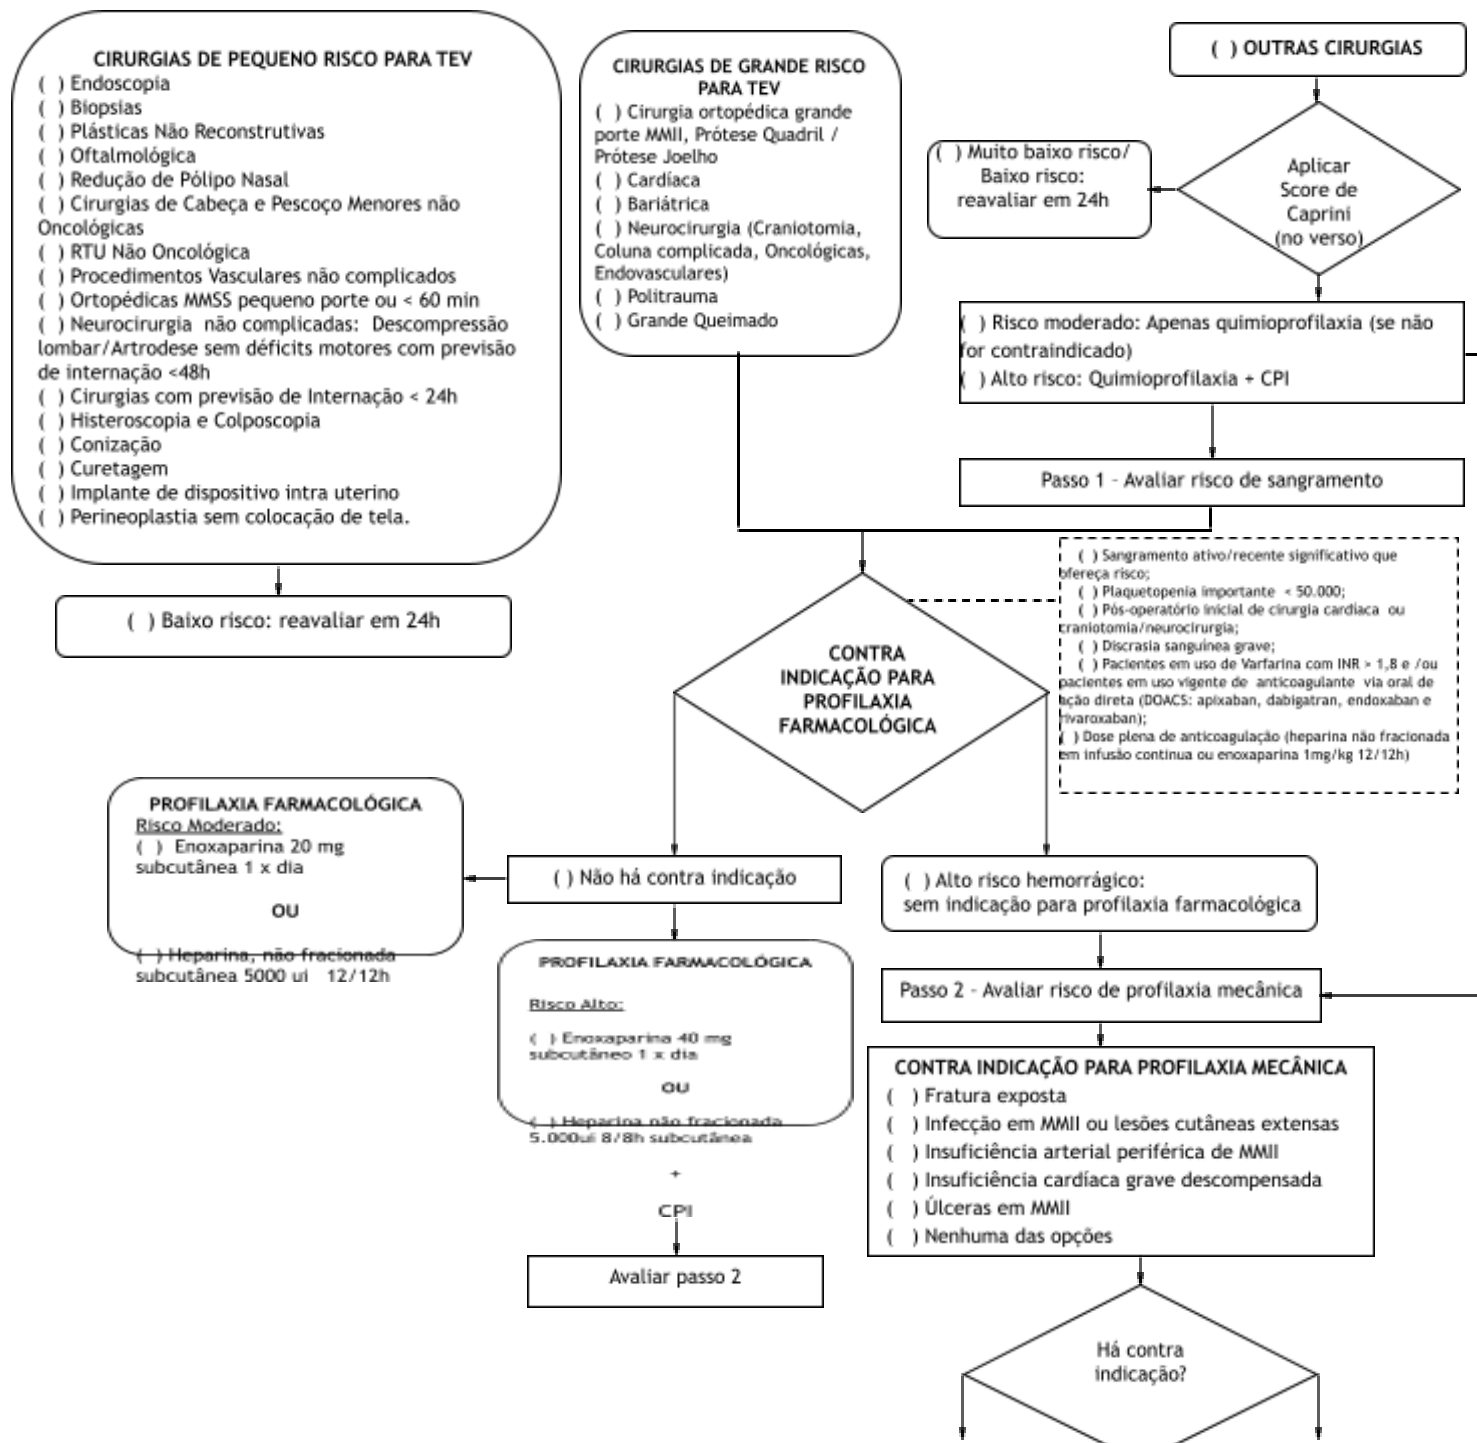 CIRURGIAS DE PEQUENO RISCO PARA TEV
( ) Endoscopia
( ) Biopsias
( ) Plásticas Não Reconstrutivas
( ) Oftalmológica
( ) Redução de Pólipo Nasal
( ) Cirurgias de Cabeça e Pescoço Menores não
Oncológicas
( ) RTU Não Oncológica
( ) Procedimentos Vasculares não complicados
( ) Ortopédicas MMSS pequeno porte ou < 60 min
( ) Neurocirurgia não complicadas: Descompressão
lombar/Artrodese sem déficits motores com previsão
de internação <48h
( ) Cirurgias com previsão de Internação < 24h
( ) Histeroscopia e Colposcopia
( ) Conização
( ) Curetagem
( ) Implante de dispositivo intra uterino
( ) Perineoplastia sem colocação de tela.
( ) Baixo risco: reavaliar em 24h
CIRURGIAS DE GRANDE RISCO
PARA TEV
( ) Cirurgia ortopédica grande
porte MMII, Prótese Quadril /
Prótese Joelho
( ) Cardíaca
( ) Bariátrica
( ) Neurocirurgia (Craniotomia,
Coluna complicada, Oncológicas,
Endovasculares)
( ) Politrauma
( ) Grande Queimado
( ) OUTRAS CIRURGIAS
Aplicar
Score de
Caprini
(no verso)
( ) Muito baixo risco/
Baixo risco:
reavaliar em 24h
( ) Risco moderado: Apenas quimioprofilaxia (se não
for contraindicado)
( ) Alto risco: Quimioprofilaxia + CPI
Passo 1 - Avaliar risco de sangramento
CONTRA
INDICAÇÃO PARA
PROFILAXIA
FARMACOLÓGICA
( ) Sangramento ativo/recente significativo que
ofereça risco;
( ) Plaquetopenia importante < 50.000;
( ) Pós-operatório inicial de cirurgia cardíaca ou
craniotomia/neurocirurgia;
( ) Discrasia sanguínea grave;
( ) Pacientes em uso de Varfarina com INR > 1,8 e /ou
pacientes em uso vigente de anticoagulante via oral de
ação direta (DOACS: apixaban, dabigatran, endoxaban e
rivaroxaban);
( ) Dose plena de anticoagulação (heparina não fracionada
em infusão continua ou enoxaparina 1mg/kg 12/12h)
PROFILAXIA FARMACOLÓGICA
Risco Moderado:
( ) Enoxaparina 20 mg
subcutânea 1 x dia
OU
( ) Heparina, não fracionada
subcutânea 5000 ui 12/12h
( ) Não há contra indicação
PROFILAXIA FARMACOLÓGICA
Risco Alto:
( ) Enoxaparina 40 mg
subcutâneo 1 x dia
OU
( ) Heparina não fracionada
5.000ui 8/8h subcutânea
+
CPI
Avaliar passo 2
( ) Alto risco hemorrágico:
sem indicação para profilaxia farmacológica
Passo 2 - Avaliar risco de profilaxia mecânica
CONTRA INDICAÇÃO PARA PROFILAXIA MECÂNICA
( ) Fratura exposta
( ) Infecção em MMII ou lesões cutâneas extensas
( ) Insuficiência arterial periférica de MMII
( ) Insuficiência cardíaca grave descompensada
( ) Úlceras em MMII
( ) Nenhuma das opções
Há contra
indicação?